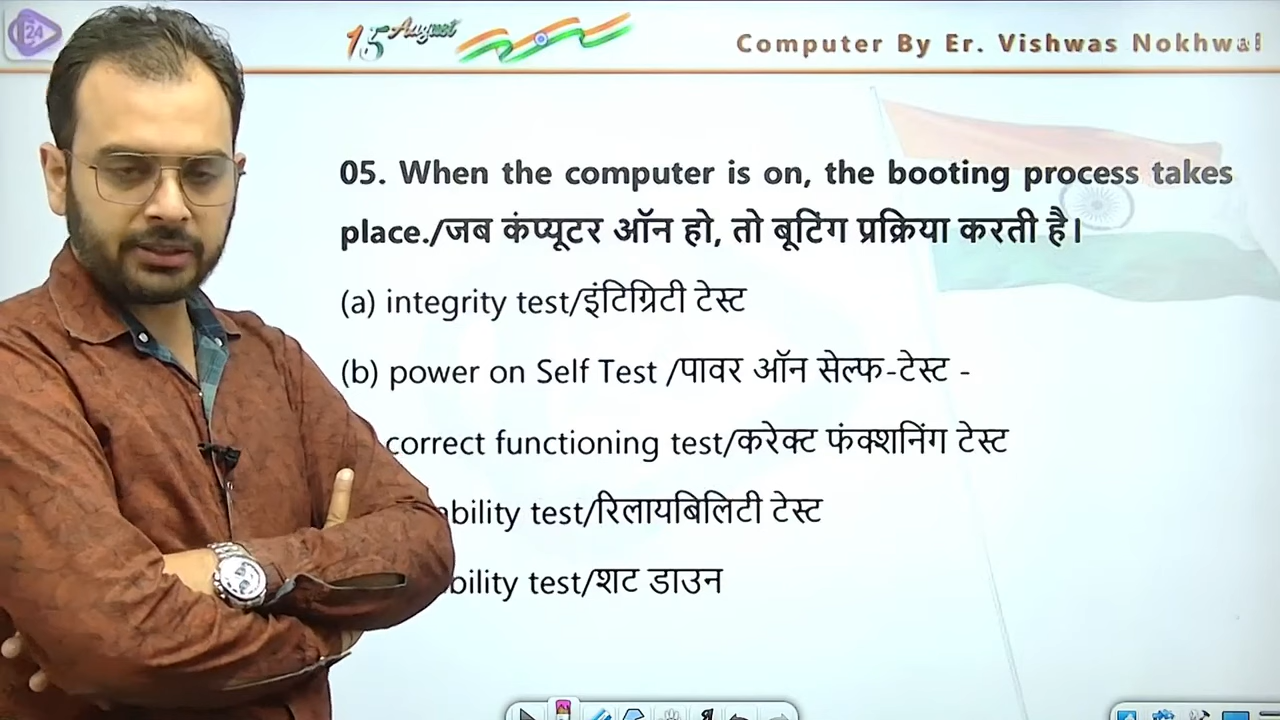 24
15 August
Computer By Er. Vishwas Nokhwal
05. When the computer is on, the booting process takes
place./जब कंप्यूटर ऑन हो, तो बूटिंग प्रक्रिया करती है।
(a) integrity test/इंटिग्रिटी टेस्ट
(b) power on Self Test /पावर ऑन सेल्फ-टेस्ट -
correct functioning test/करेक्ट फंक्शनिंग टेस्ट
test/रिलायबिलिटी टेस्ट
test/शट डाउन